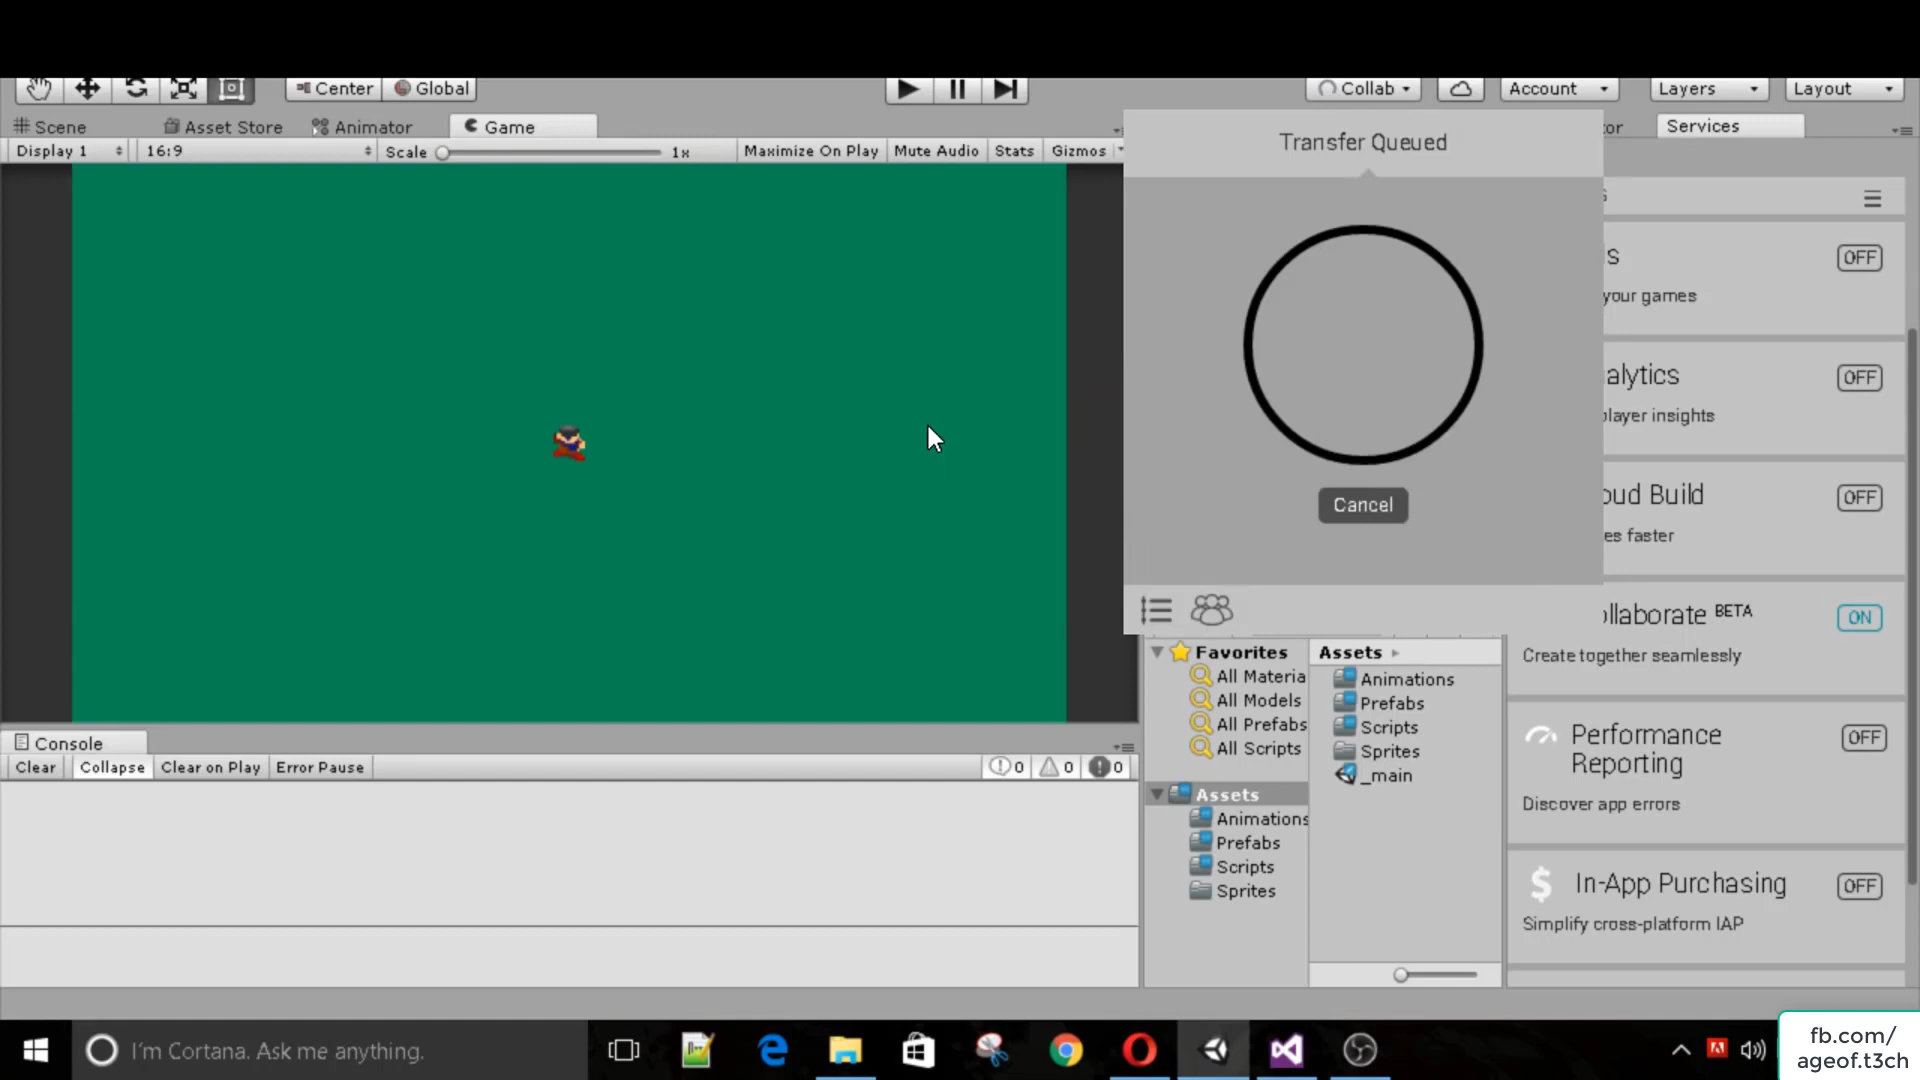 Center
Global
Collab
Account
Layers
Layout
Scene
Asset Store
Animator
Game
Services
Display 1
16:9
Scale
1x
Maximize On Play
Mute Audio
Stats
Gizmos
Transfer Queued
Cancel
s
OFF
your games
alytics
OFF
player insights
oud Build
OFF
es faster
ollaborate BETA
ON
Create together seamlessly
Performance
Reporting
OFF
Discover app errors
In-App Purchasing
OFF
Simplify cross-platform IAP
Favorites
All Materia
All Models
All Prefabs
All Scripts
Assets
Animations
Prefabs
Scripts
Sprites
Assets
Animations
Prefabs
Scripts
Sprites
_main
Console
Clear
Collapse
Clear on Play
Error Pause
0
0
0
I'm Cortana. Ask me anything.
fb.com/
ageof.t3ch